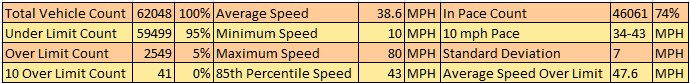 Total Vehicle Count 62048 100% Average Speed 38.6 MPH In Pace Count 46061 74%
Under Limit Count 59499 95% Minimum Speed 10 MPH 10 mph Pace 34-43 MPH
Over Limit Count 2549 5% Maximum Speed 80 MPH Standard Deviation 7 MPH
10 Over Limit Count 41 0% 85th Percentile Speed 43 MPH Average Speed Over Limit 47.6 MPH